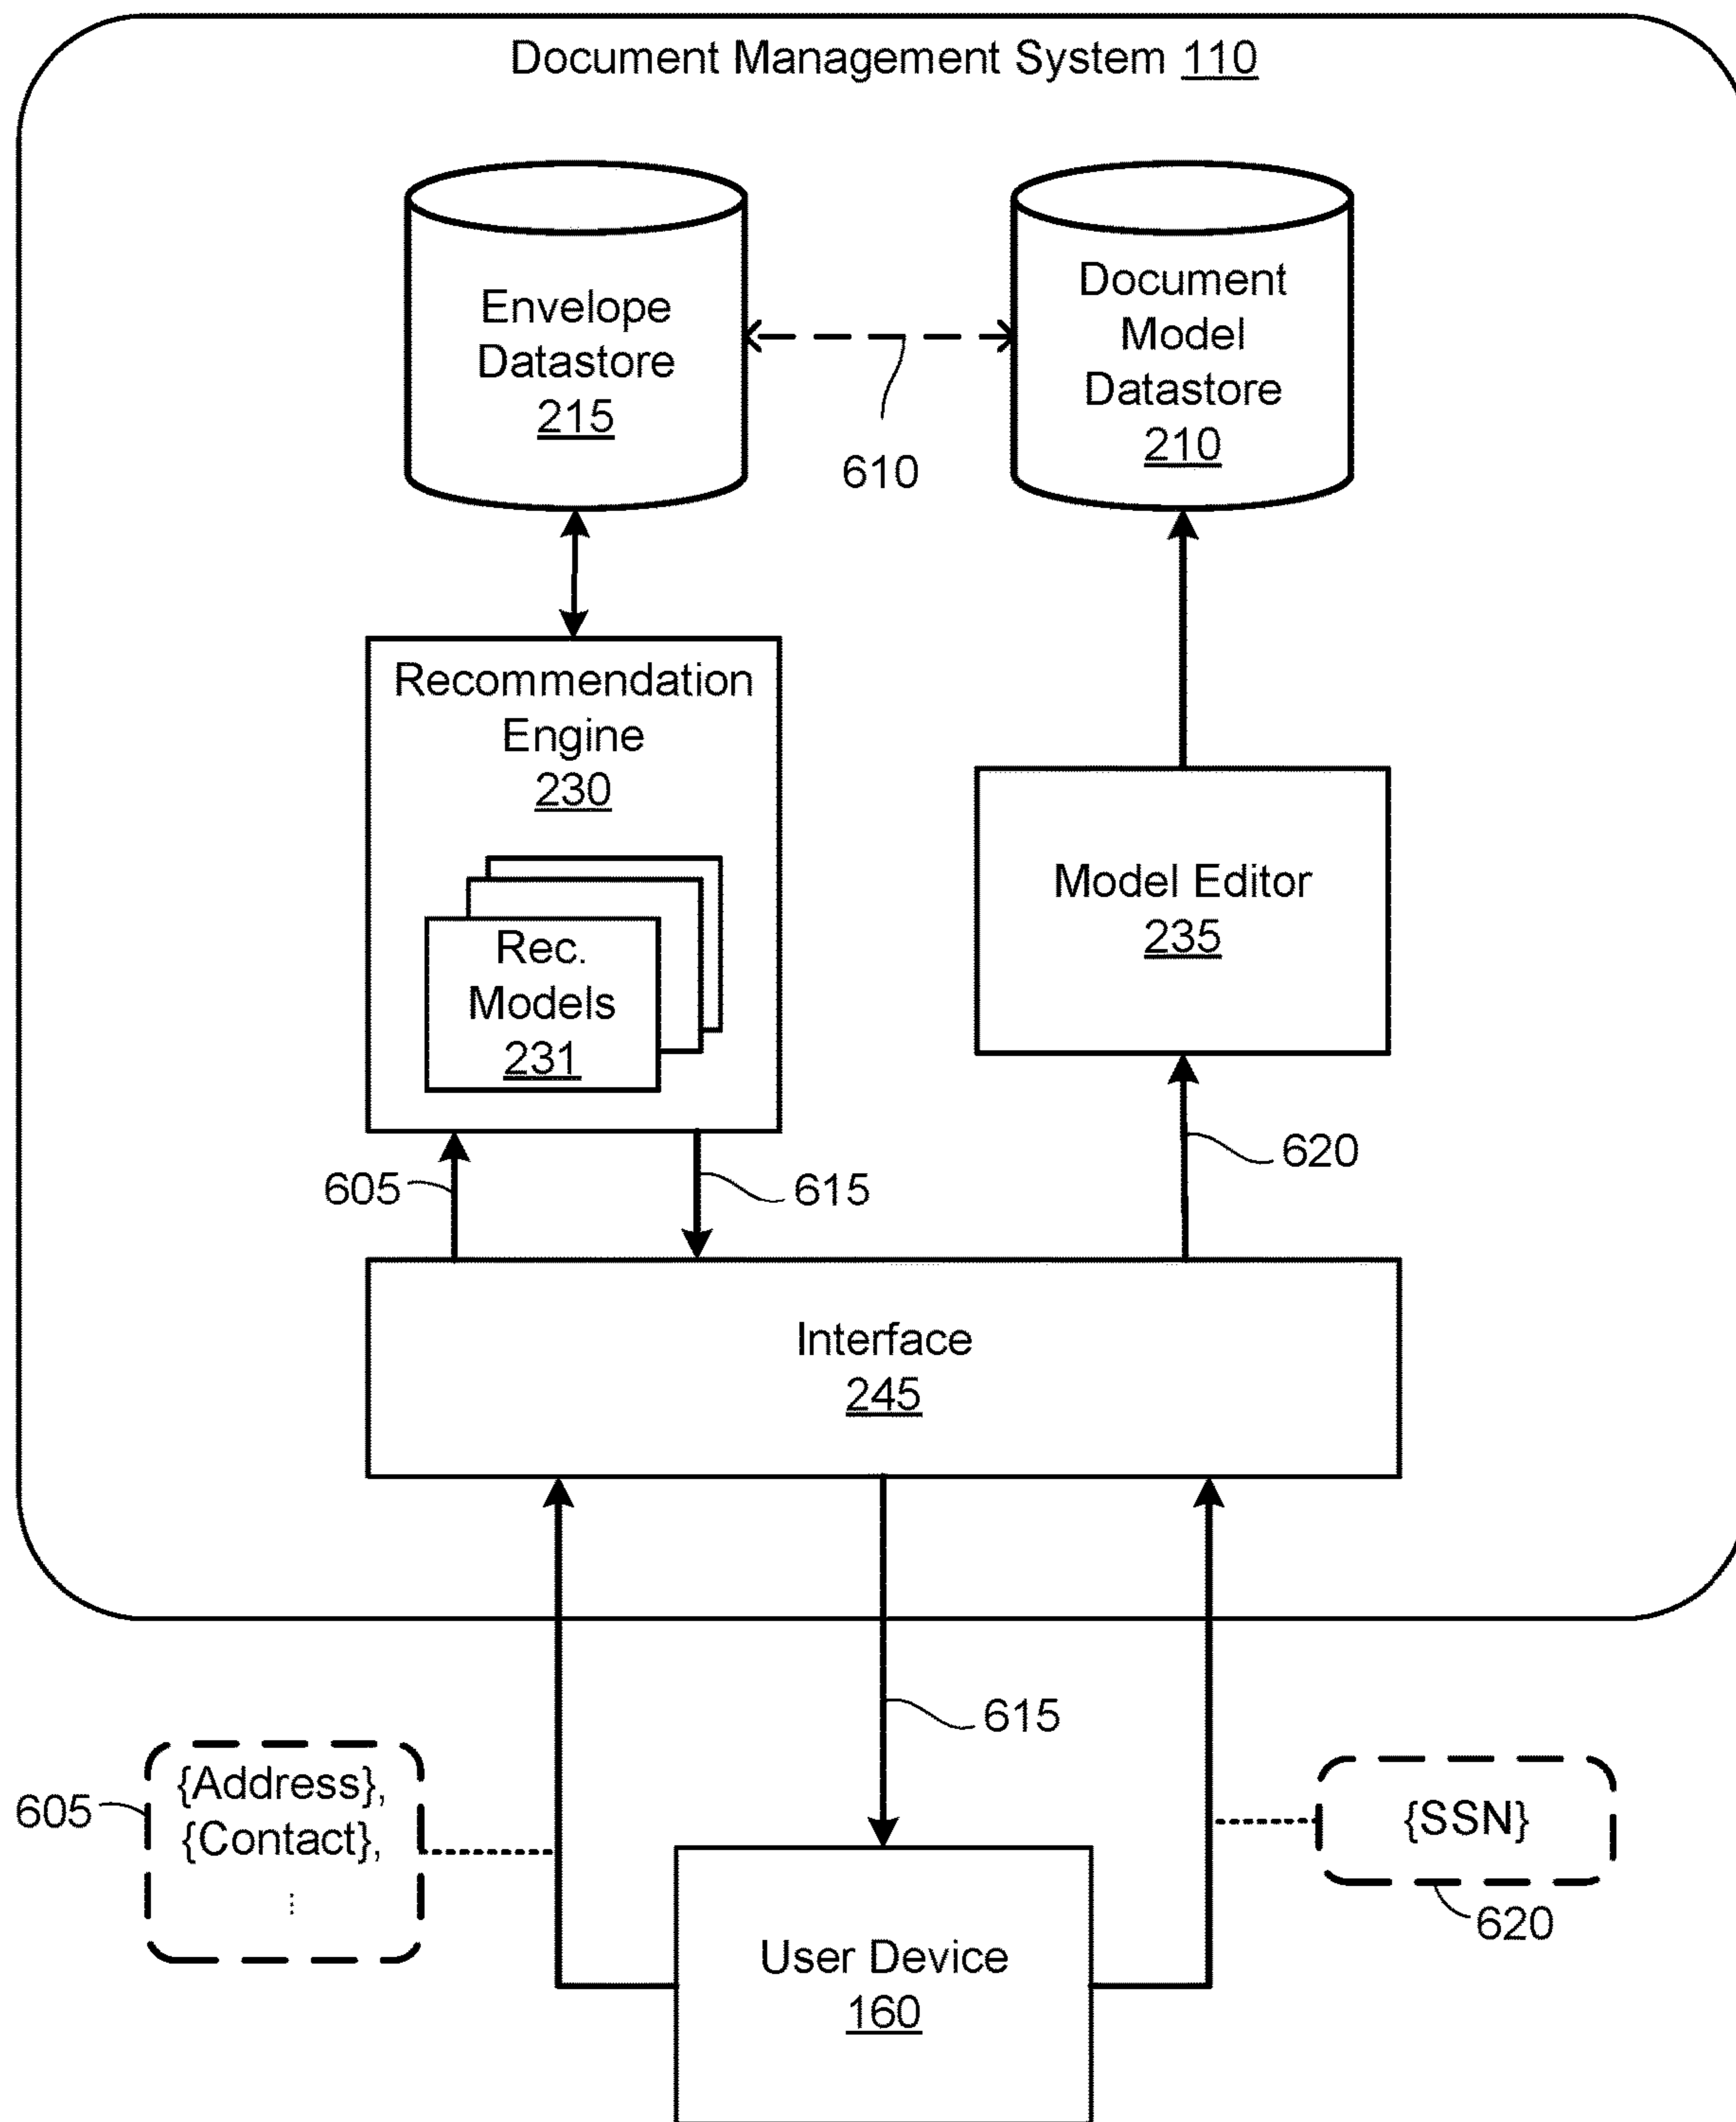 Document Management System 110
Envelope
Datastore
215
Document
Model
Datastore
210
610
Recommendation
Engine
230
Rec.
Models
231
Model Editor
235
605
615
620
Interface
245
615
605
{Address},
{Contact},
⋮
{SSN}
620
User Device
160